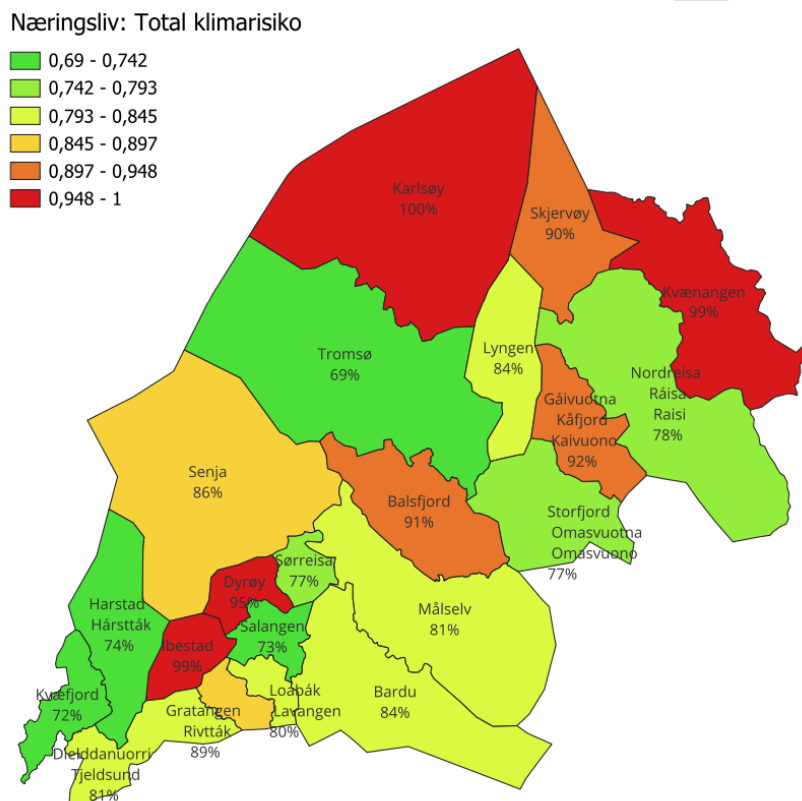 Næringsliv: Total klimarisiko
0,69 - 0,742
0,742 - 0,793
0,793 - 0,845
0,845 - 0,897
0,897 - 0,948
0,948 - 1
Karlsøy
100%
Skjervøy
90%
Kvænangen
99%
Tromsø
69%
Lyngen
84%
Nordreisa
Ráisa
Raisi
78%
Gáivuotna
Kåfjord
Kaivuono
92%
Senja
86%
Balsfjord
91%
Storfjord
Omasvuotna
Omasvuono
77%
Sørreisa
77%
Dyrøy
95%
Harstad
Hárstták
74%
Salangen
73%
Målselv
81%
Ibestad
99%
Kvæfjord
72%
Gratangen
Rivtták
89%
Loabák
Lavangen
80%
Bardu
84%
Dielddanuorri
Tjeldsund
81%